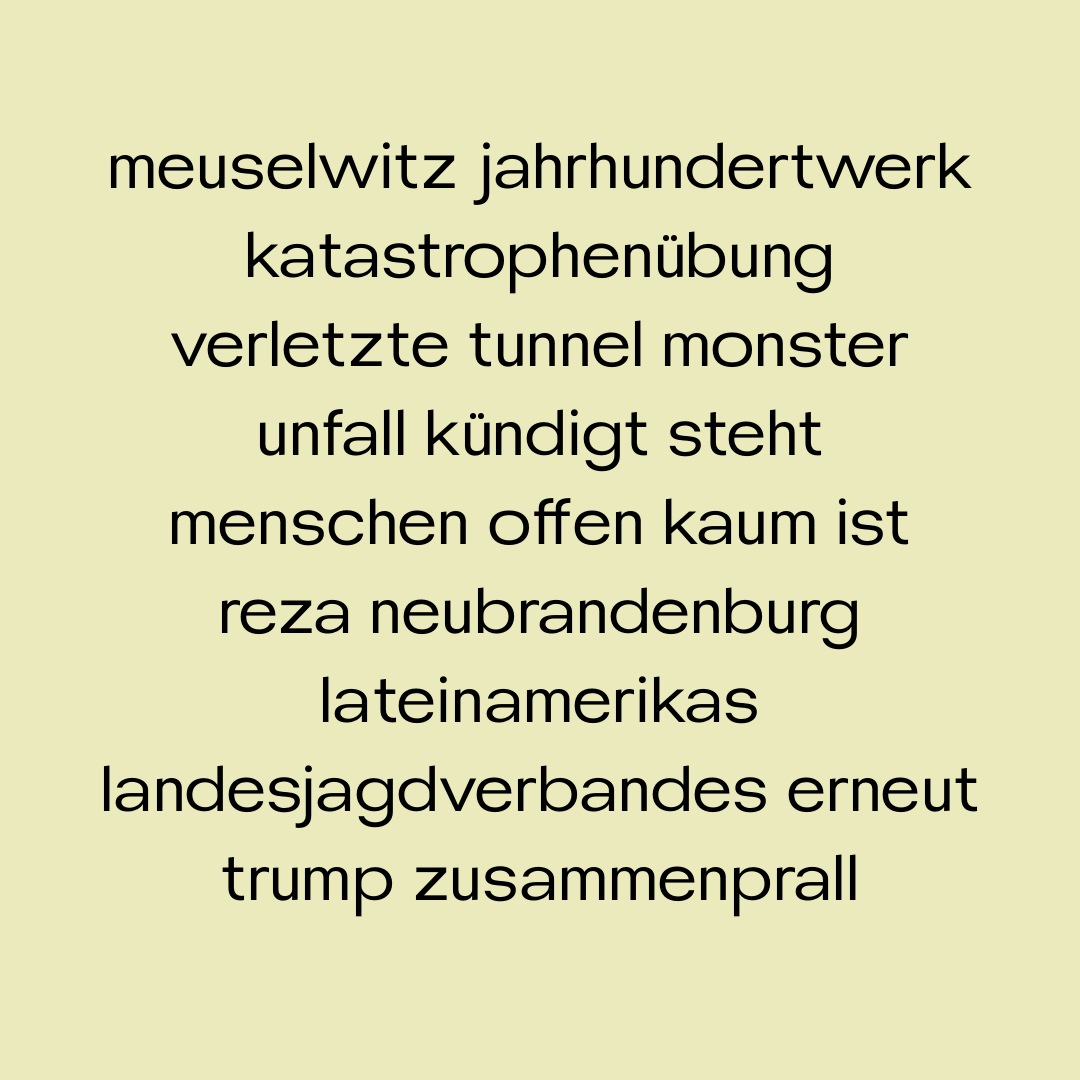 meuselwitz jahrhundertwerk
katastrophenübung
verletzte tunnel monster
unfall kündigt steht
menschen offen kaum ist
reza neubrandenburg
lateinamerikas
landesjagdverbandes erneut
trump zusammenprall